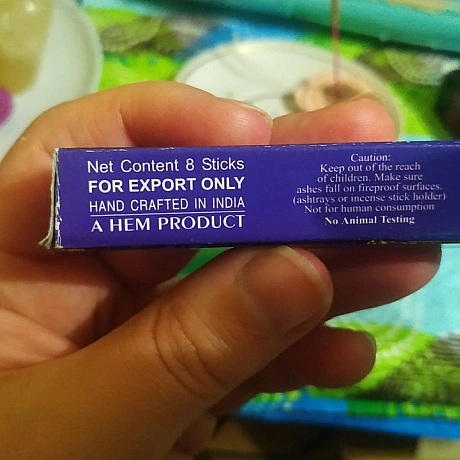 Net Content 8 Sticks
FOR EXPORT ONLY
HAND CRAFTED IN INDIA
A HEM PRODUCT
Caution:
Keep out of the reach
of children. Make sure
ashes fall on fireproof surfaces.
(ashtrays or incense stick holder)
Not for human consumption
No Animal Testing